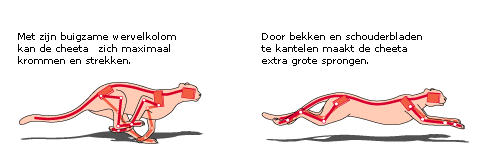 Met zijn buigzame wervelkolom
kan de cheeta zich maximaal
krommen en strekken.
Door bekken en schouderbladen
te kantelen maakt de cheeta
extra grote sprongen.